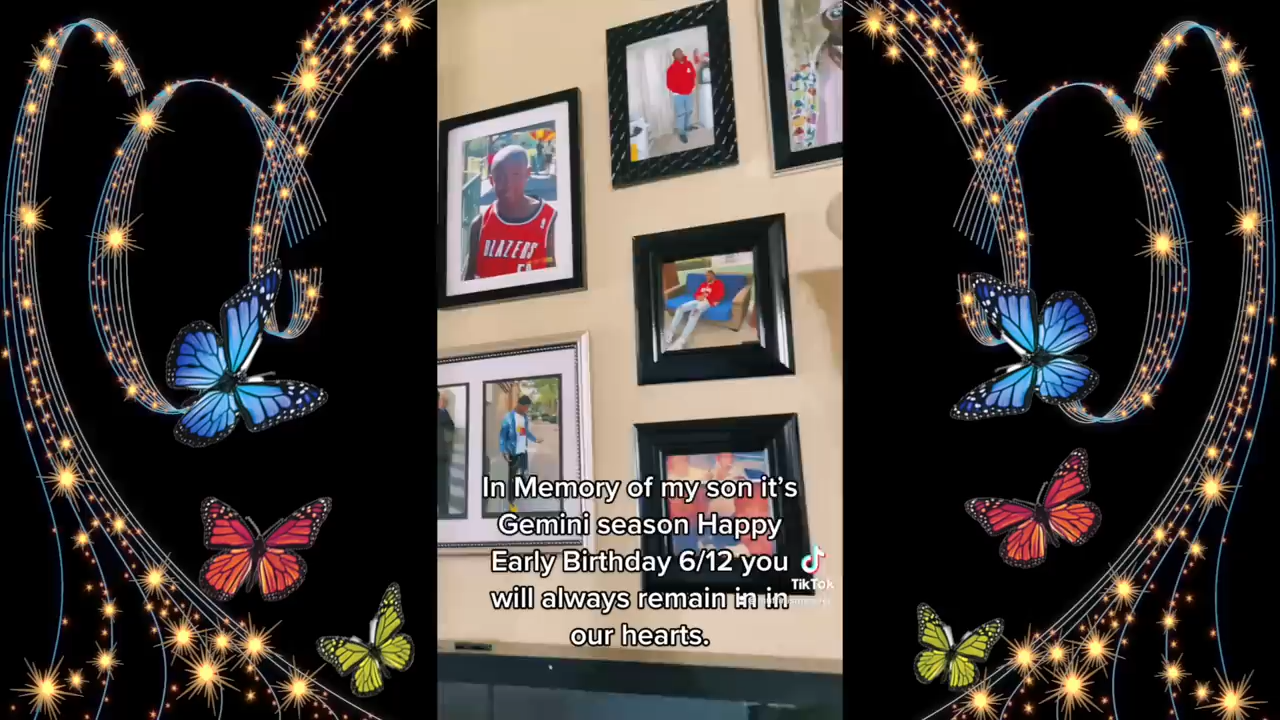 BLAZERS
In Memory of my son it's
Gemini season Happy
Early Birthday 6/12 you
will always remain in in
our hearts.
TikTok